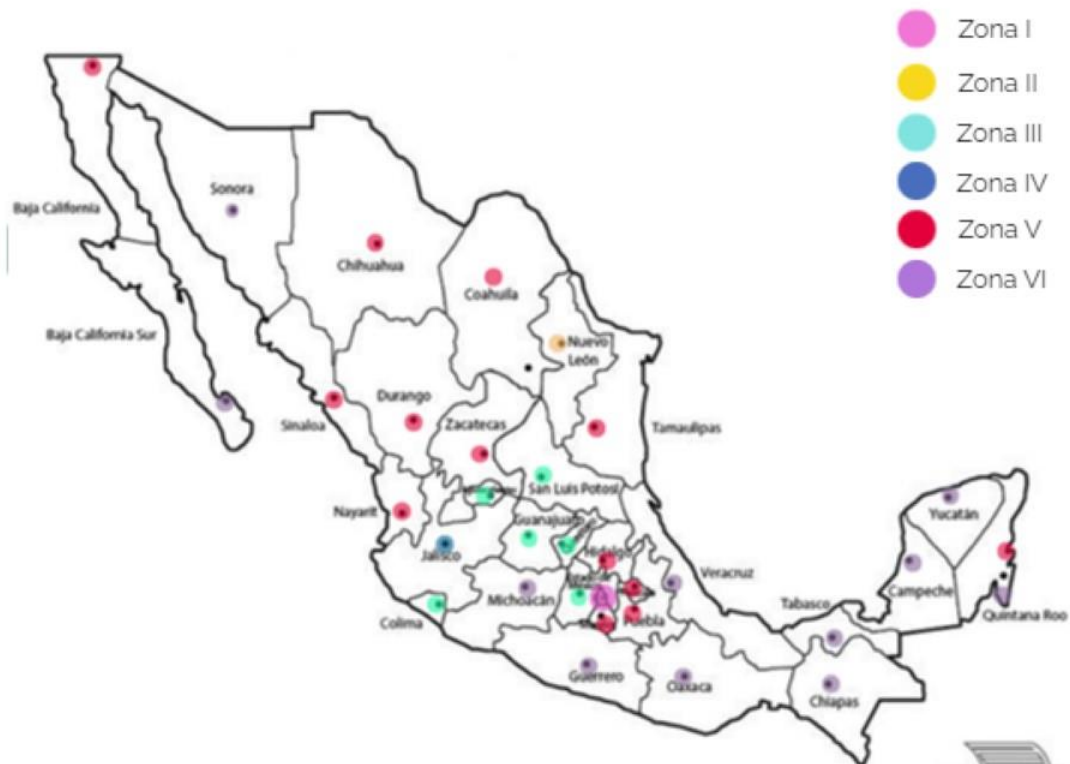 Zona I
Zona II
Zona III
Zona IV
Zona V
Zona VI
Sonora
Baja California
Chihuahua
Coahuila
Baja California Sur
Nuevo
León
Durango
Sinaloa
Zacatecas
Tamaulipas
San Luis Potosí
Nayarit
Guanajuato
Yucatán
Jalisco
Hidalgo
Veracruz
Campeche
Michoacán
Tabasco
Quintana Roo
Colima
Puebla
Guerrero
Oaxaca
Chiapas